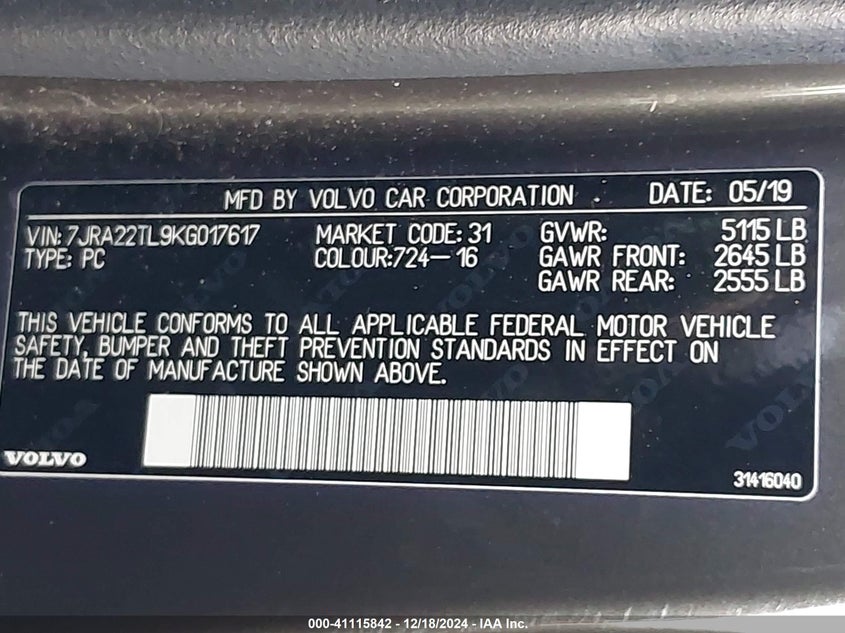 MFD BY VOLVO CAR CORPORATION . DATE: 05/19
VIN: 7JRA22TL9KG017617 MARKET CODE: 31 GVWR: 5115 LB
TYPE: PC COLOUR:724-16 GAWR FRONT: 2645 LB
GAWR REAR: 2555 LB
THIS VEHICLE CONFORMS TO ALL APPLICABLE FEDERAL MOTOR VEHICLE
SAFETY, BUMPER AND THEFT PREVENTION STANDARDS IN EFFECT ON
THE DATE OF MANUFACTURE SHOWN ABOVE.
VOLVO
31416040
000-41115842 - 12/18/2024 - IAA Inc.